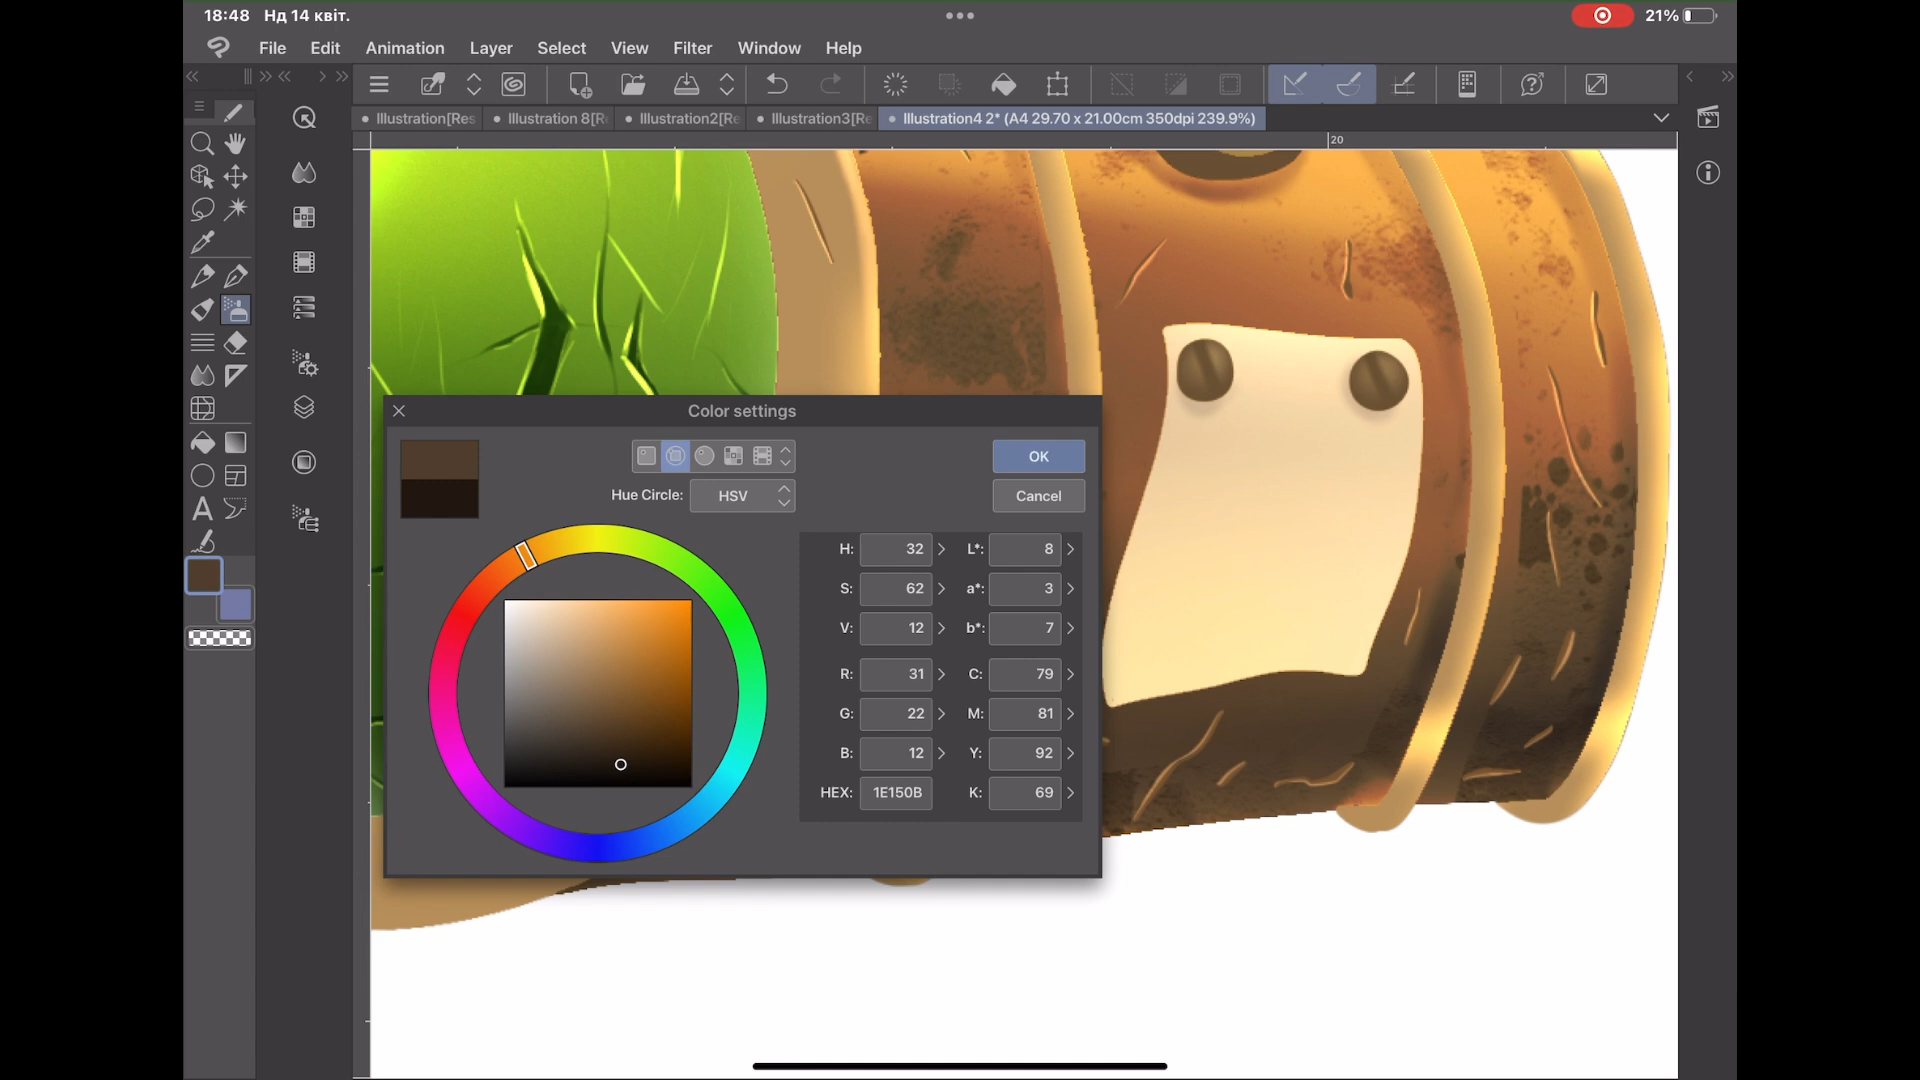 18:48 Нд 14 квіт.
21%
File Edit Animation Layer Select View Filter Window Help
Illustration[Res Illustration 8[R Illustration2[Re Illustration3[Re Illustration4 2* (A4 29.70 x 21.00cm 350dpi 239.9%)
20
Color settings
OK
Hue Circle: HSV
Cancel
H: 32 L*: 8
S: 62 a*: 3
V: 12 b*: 7
R: 31 C: 79
G: 22 M: 81
B: 12 Y: 92
HEX: 1E150B K: 69